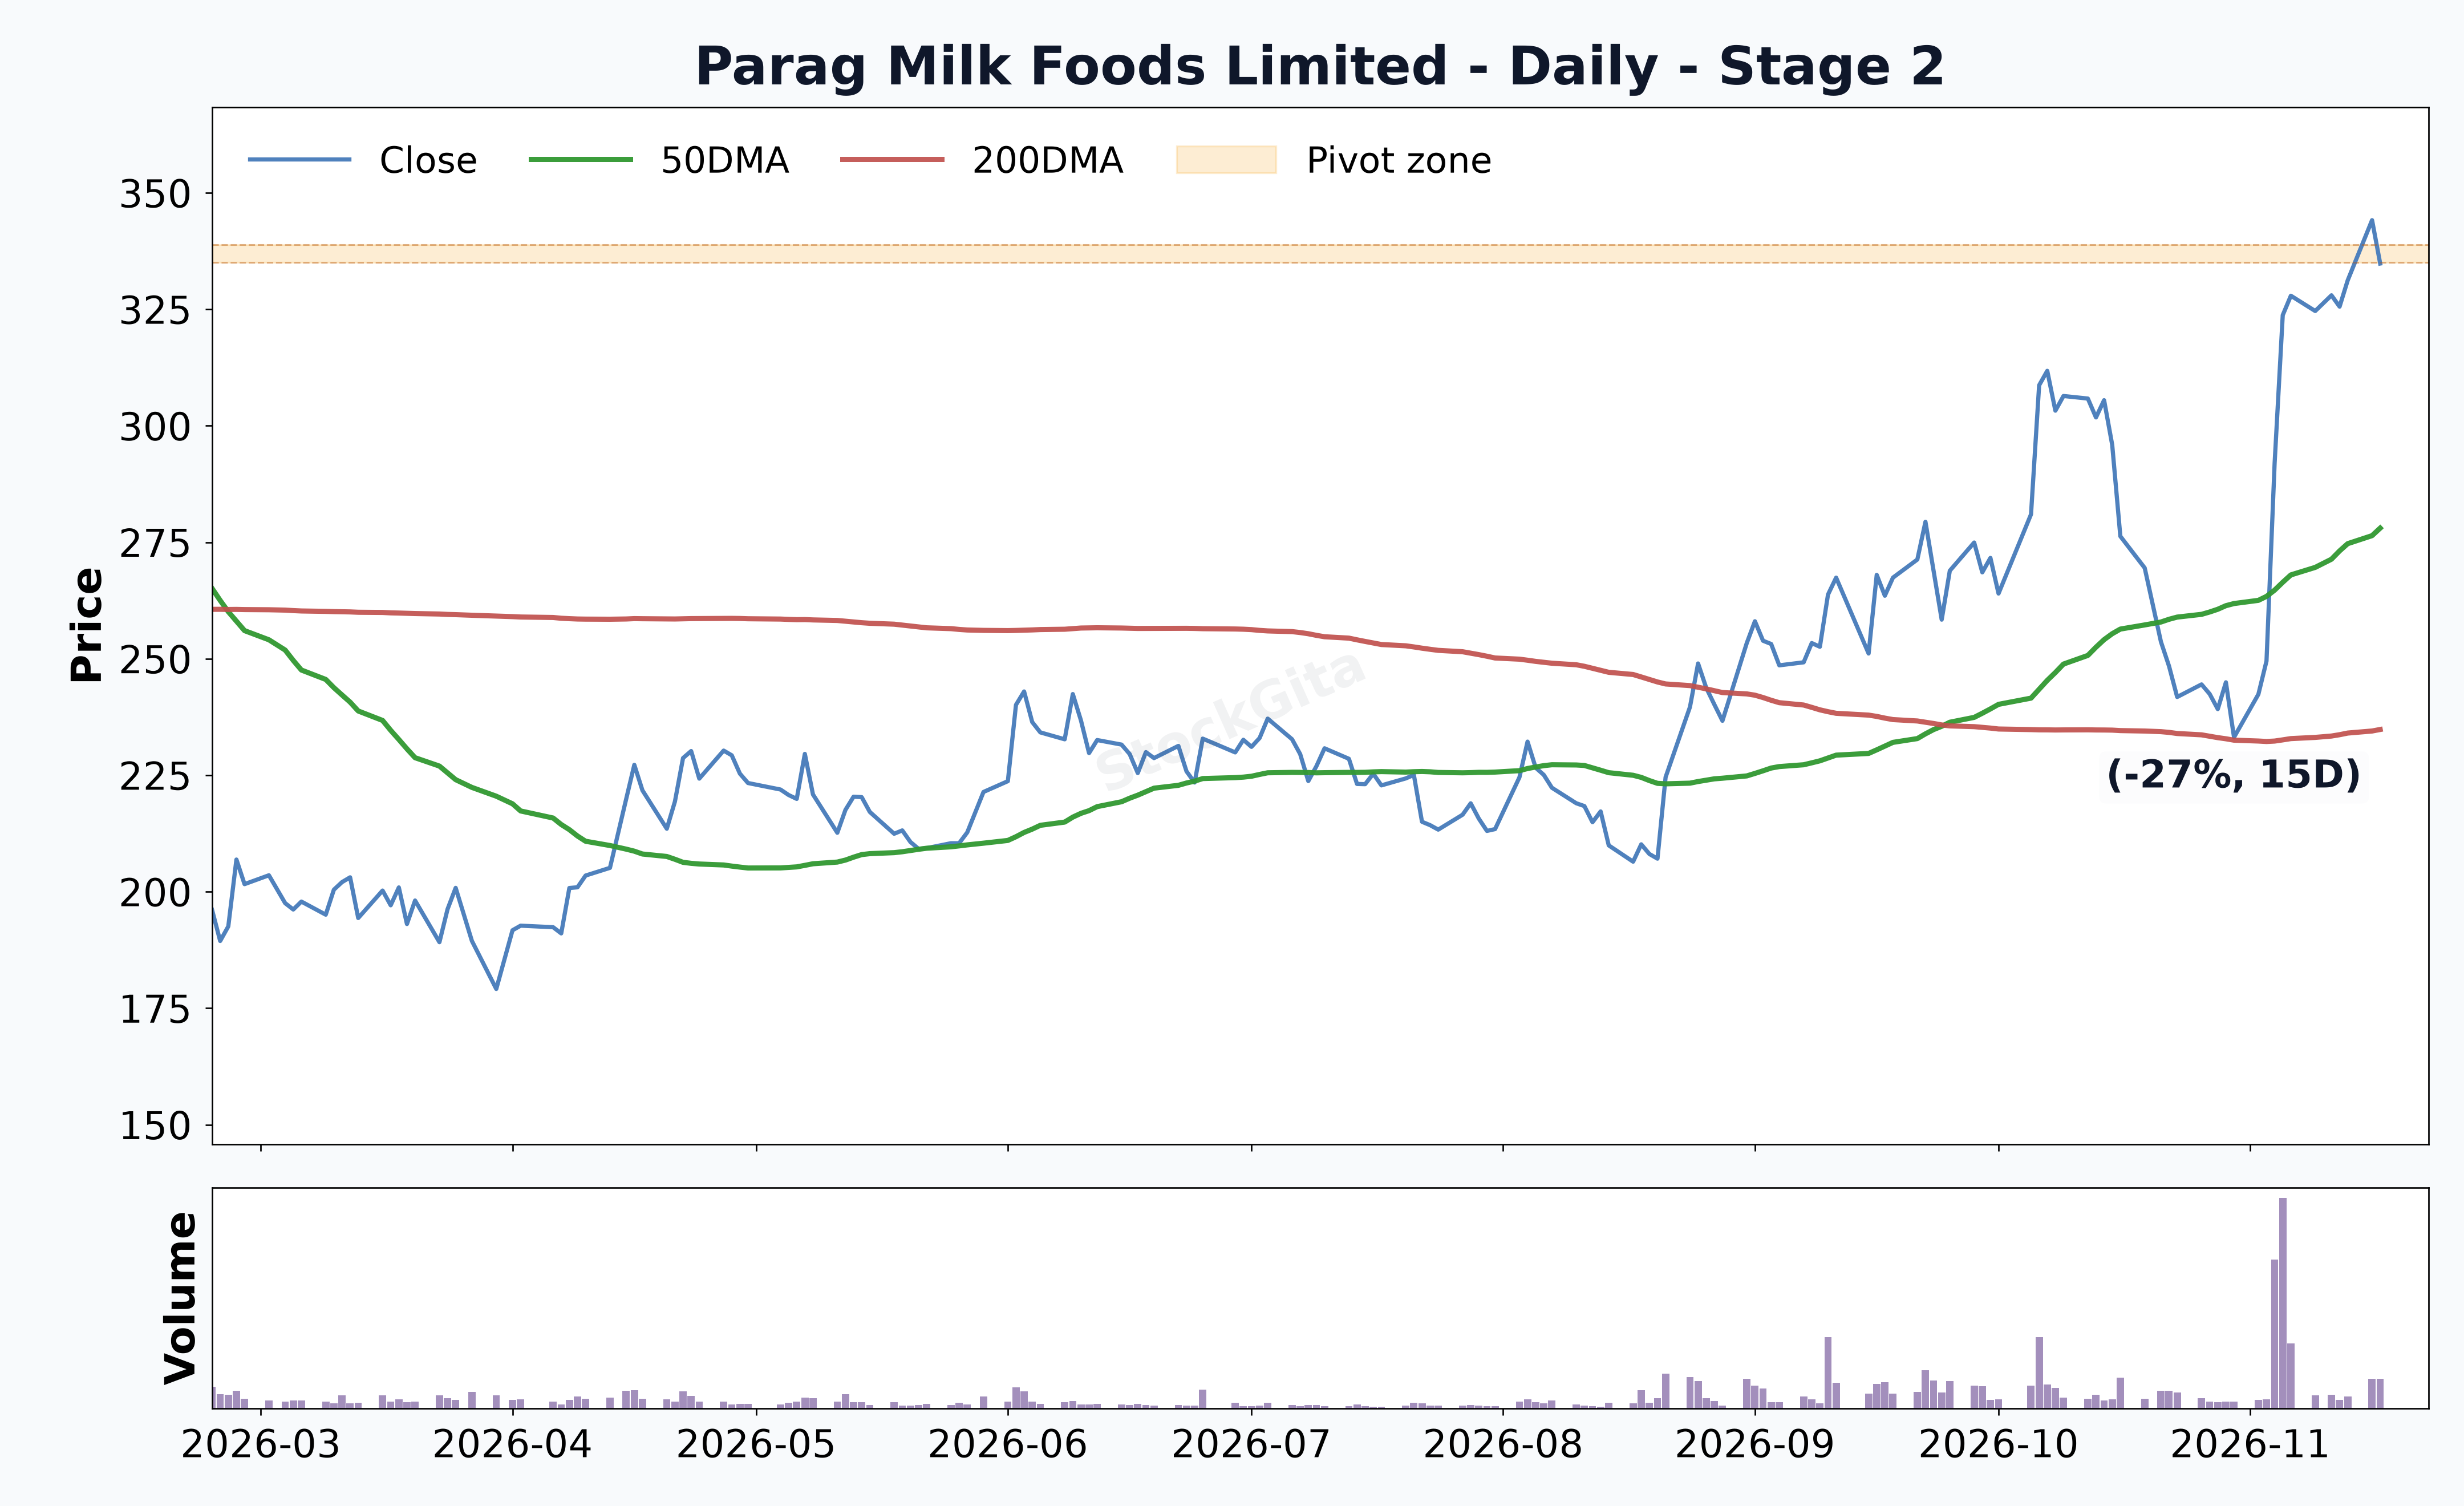 Parag Milk Foods Limited - Daily - Stage 2
Close 50DMA 200DMA Pivot zone
Price
350
325
300
275
250
225
200
175
150
StockGita
(-27%, 15D)
Volume
2026-03 2026-04 2026-05 2026-06 2026-07 2026-08 2026-09 2026-10 2026-11